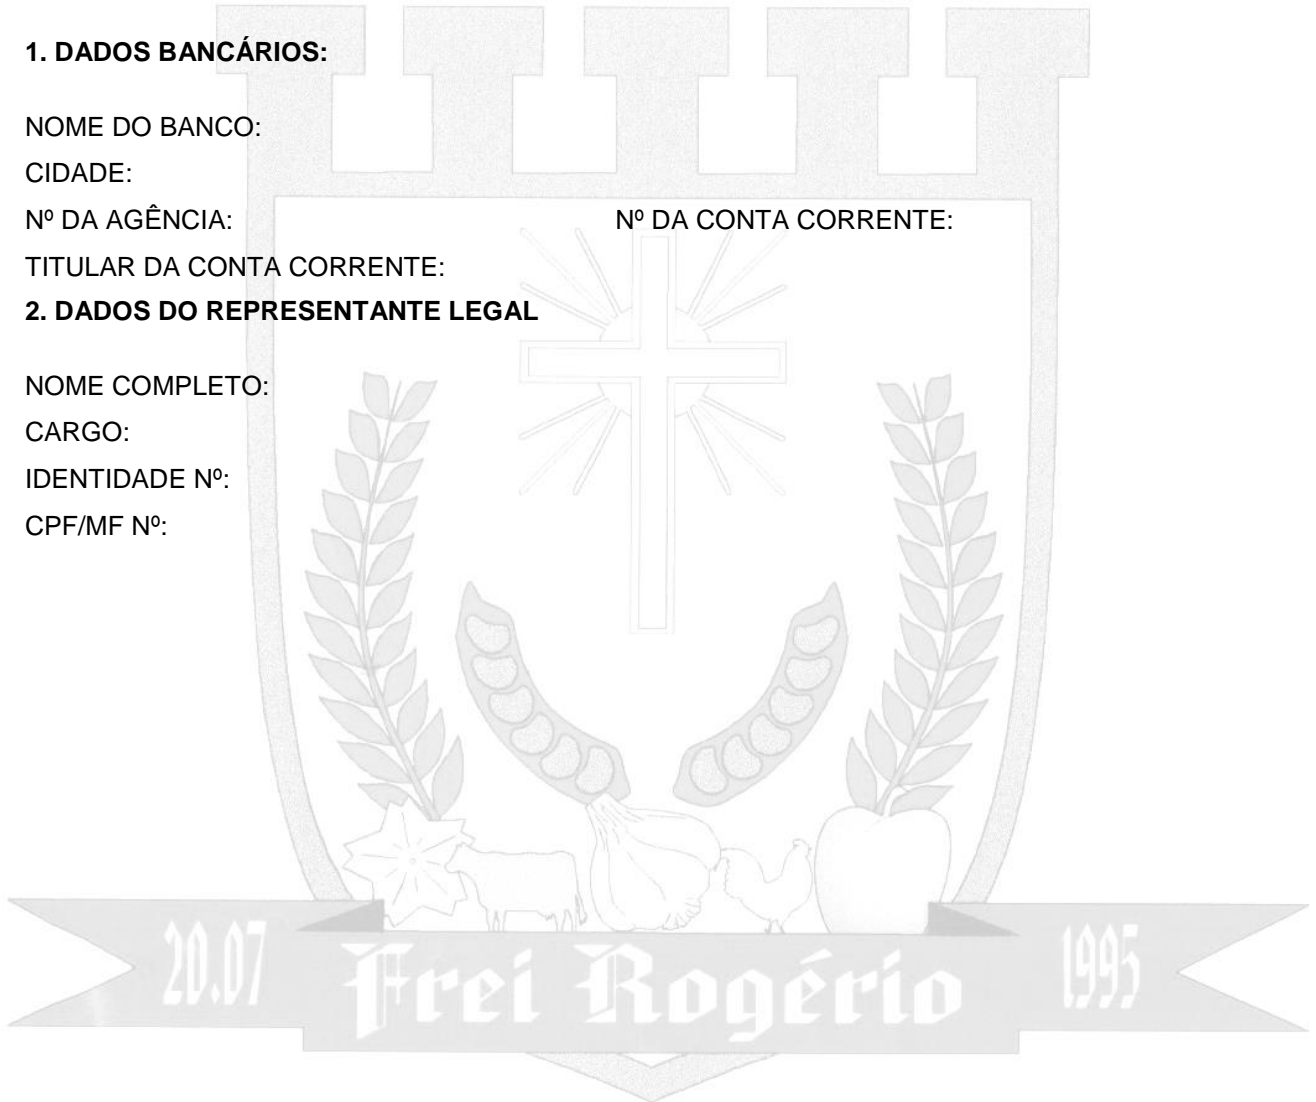 1. DADOS BANCÁRIOS:
NOME DO BANCO:
CIDADE:
Nº DA AGÊNCIA: Nº DA CONTA CORRENTE:
TITULAR DA CONTA CORRENTE:
2. DADOS DO REPRESENTANTE LEGAL
NOME COMPLETO:
CARGO:
IDENTIDADE Nº:
CPF/MF Nº:
20.07 Frei Rogério 1995